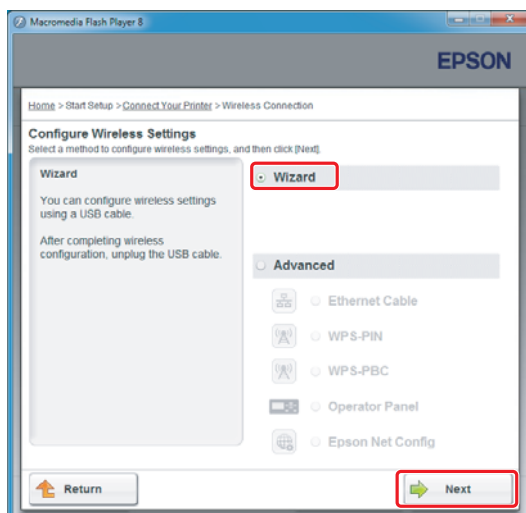 Macromedia Flash Player 8
EPSON
Home > Start Setup > Connect Your Printer > Wireless Connection
Configure Wireless Settings
Select a method to configure wireless settings, and then click [Next].
Wizard
You can configure wireless settings
using a USB cable.
After completing wireless
configuration, unplug the USB cable.
Wizard
Advanced
Ethernet Cable
WPS-PIN
WPS-PBC
Operator Panel
Epson Net Config
Return
Next